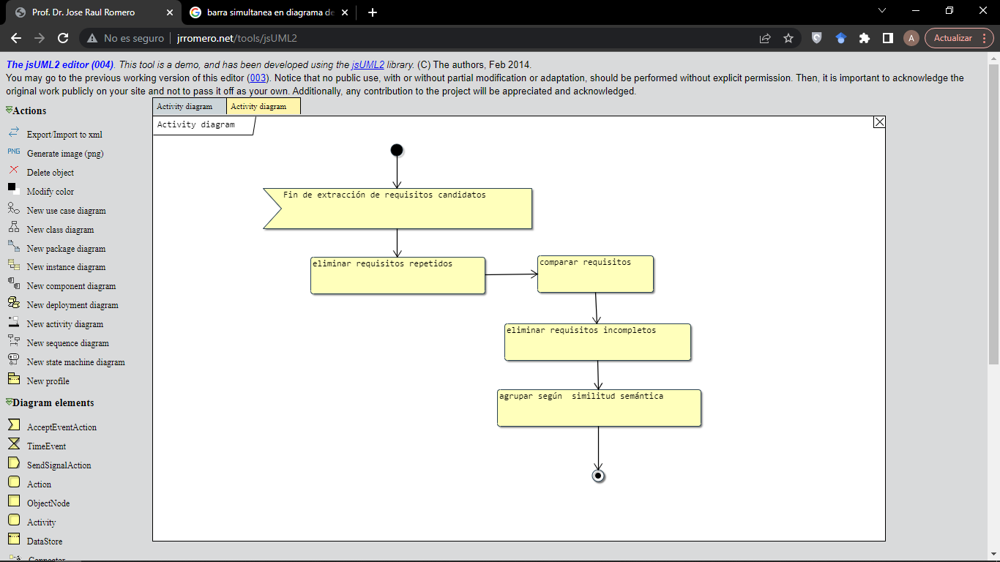 Prof. Dr. Jose Raul Romero
barra simultanea en diagrama de
No es seguro
jrromero.net/tools/jsUML2
A
Actualizar
The jsUML2 editor (004). This tool is a demo, and has been developed using the jsUML2 library. (C) The authors, Feb 2014.
You may go to the previous working version of this editor (003). Notice that no public use, with or without partial modification or adaptation, should be performed without explicit permission. Then, it is important to acknowledge the
original work publicly on your site and not to pass it off as your own. Additionally, any contribution to the project will be appreciated and acknowledged.
Actions
Export/Import to xml
PNG Generate image (png)
Delete object
Modify color
New use case diagram
New class diagram
New package diagram
New instance diagram
New component diagram
New deployment diagram
New activity diagram
New sequence diagram
New state machine diagram
New profile
Diagram elements
AcceptEventAction
TimeEvent
SendSignalAction
Action
ObjectNode
Activity
DataStore
Connector
Activity diagram
Activity diagram
Activity diagram
Fin de extracción de requisitos candidatos
eliminar requisitos repetidos
comparar requisitos
eliminar requisitos incompletos
agrupar según  similitud semántica